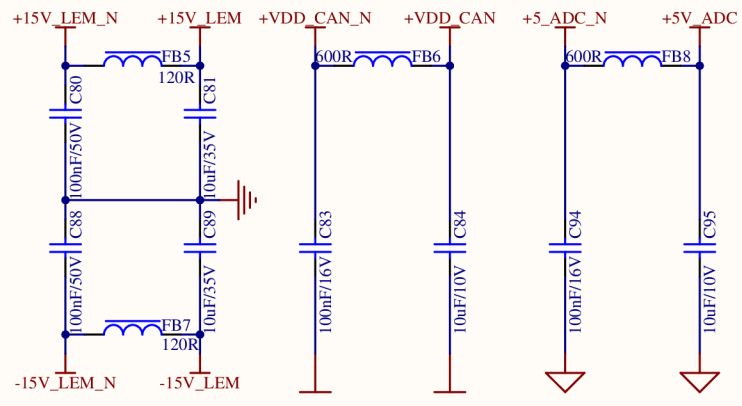 +15V_LEM_N
+15V_LEM
+VDD_CAN_N
+VDD_CAN
+5_ADC_N
+5V_ADC
FB5
120R
600R
FB6
600R
FB8
C80
100nF/50V
C81
10uF/35V
C88
100nF/50V
C89
10uF/35V
C83
100nF/16V
C84
10uF/10V
C94
100nF/16V
C95
10uF/10V
FB7
120R
-15V_LEM_N
-15V_LEM